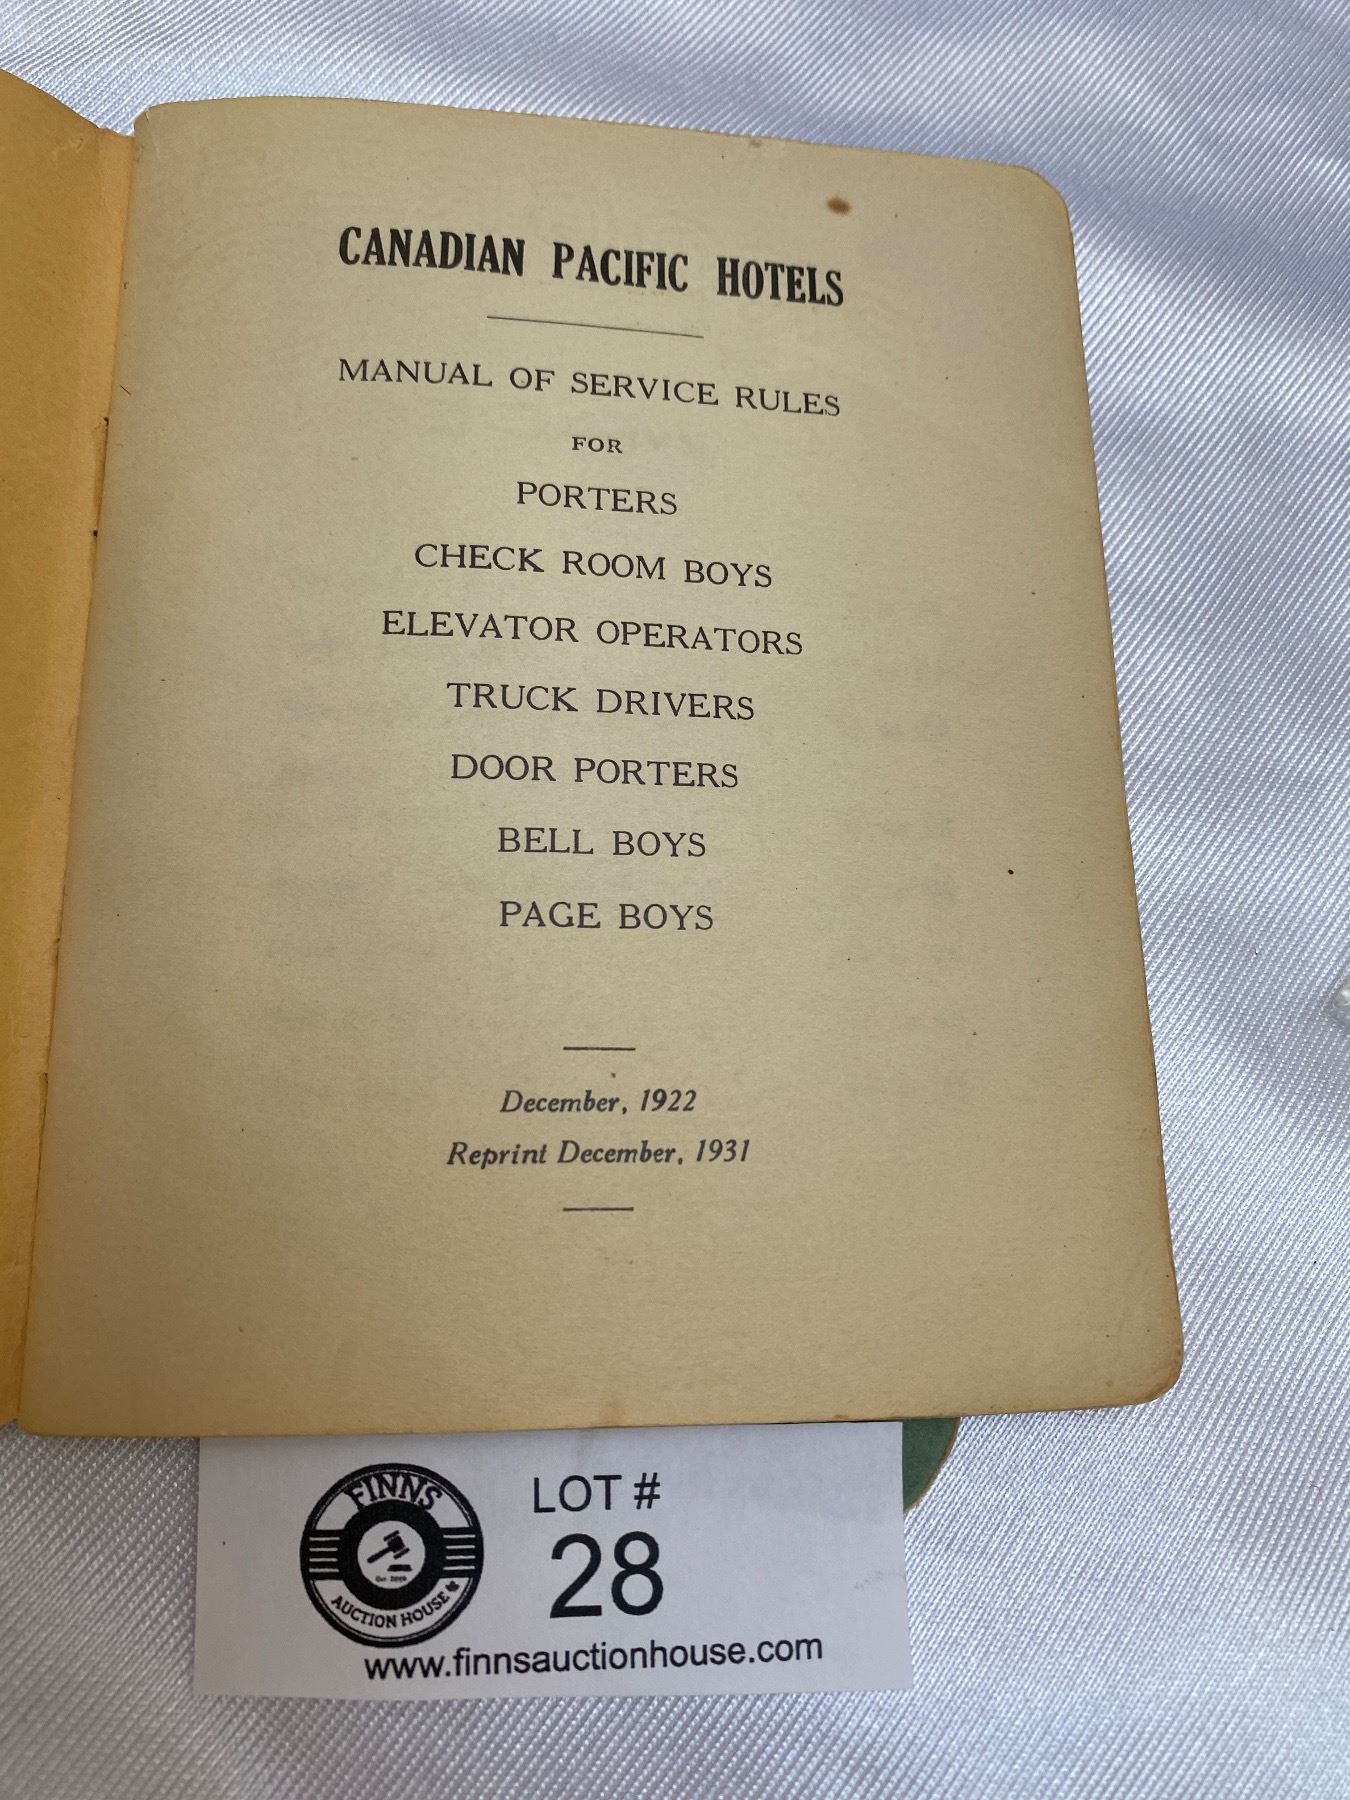 CANADIAN PACIFIC HOTELS
MANUAL OF SERVICE RULES
FOR
PORTERS
CHECK ROOM BOYS
ELEVATOR OPERATORS
TRUCK DRIVERS
DOOR PORTERS
BELL BOYS
PAGE BOYS
December, 1922
Reprint December, 1931
FINNS
AUCTION HOUSE
LOT #
28
www.finnsauctionhouse.com